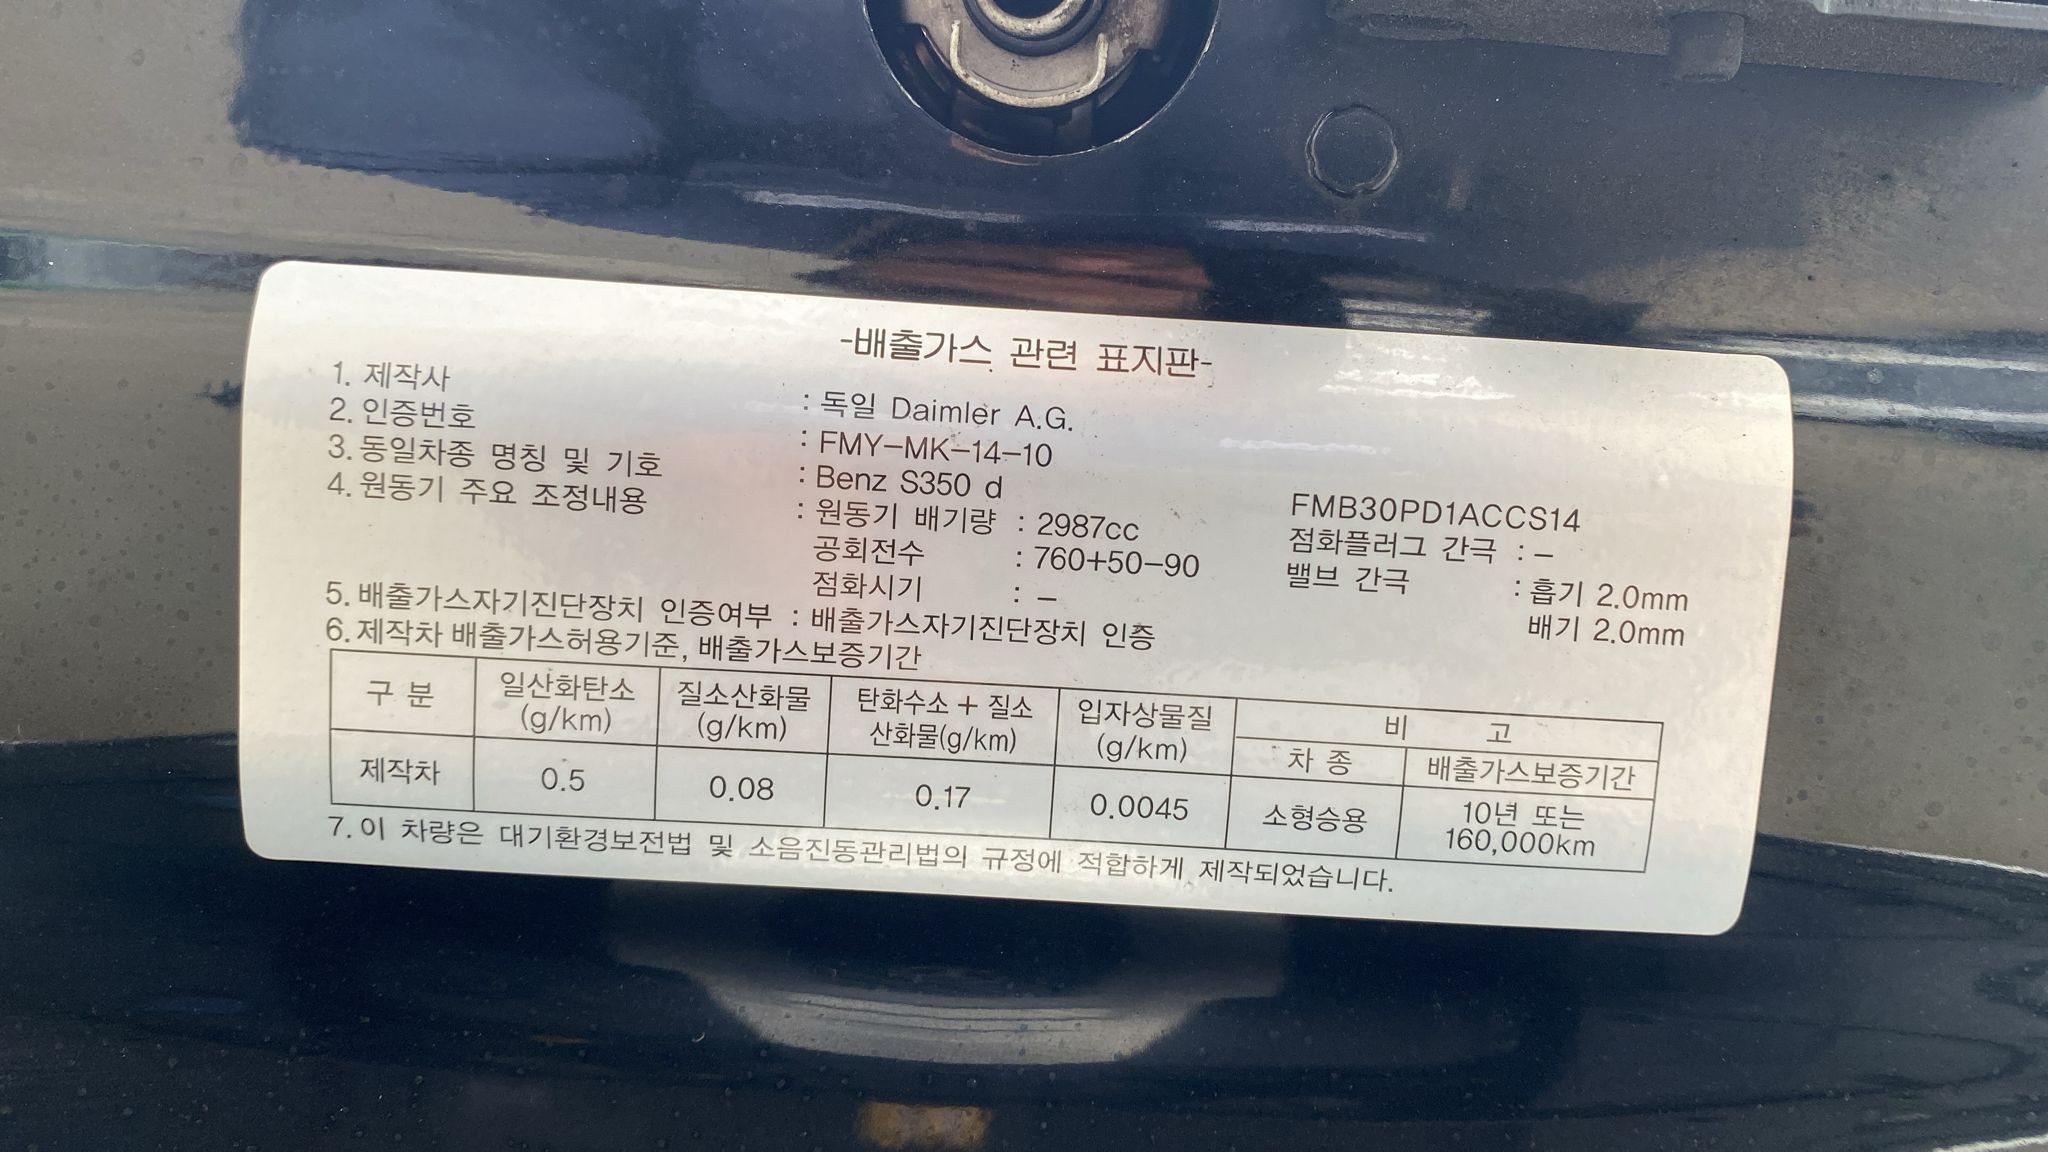 -배출가스 관련 표지판-
1. 제작사 : 독일 Daimler A.G.
2. 인증번호 : FMY-MK-14-10
3. 동일차종 명칭 및 기호 : Benz S350 d FMB30PD1ACCS14
4. 원동기 주요 조정내용 : 원동기 배기량 : 2987cc 점화플러그 간극 : -
공회전수 : 760+50-90 밸브 간극 : 흡기 2.0mm
점화시기 : - 배기 2.0mm
5. 배출가스자기진단장치 인증여부 : 배출가스자기진단장치 인증
6. 제작차 배출가스허용기준, 배출가스보증기간
구 분 일산화탄소 (g/km) 질소산화물 (g/km) 탄화수소 + 질소산화물(g/km) 입자상물질 (g/km) 비 고
차 종 배출가스보증기간
제작차 0.5 0.08 0.17 0.0045 소형승용 10년 또는 160,000km
7. 이 차량은 대기환경보전법 및 소음진동관리법의 규정에 적합하게 제작되었습니다.